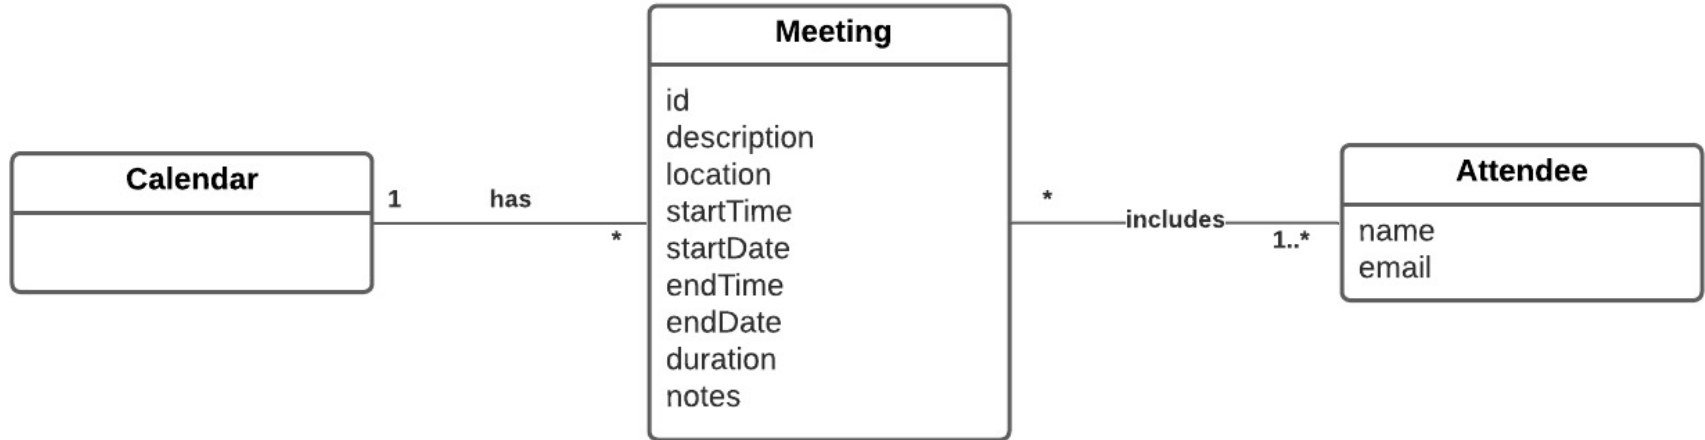 Calendar
1
has
*
Meeting
id
description
location
startTime
startDate
endTime
endDate
duration
notes
*
includes
1..*
Attendee
name
email